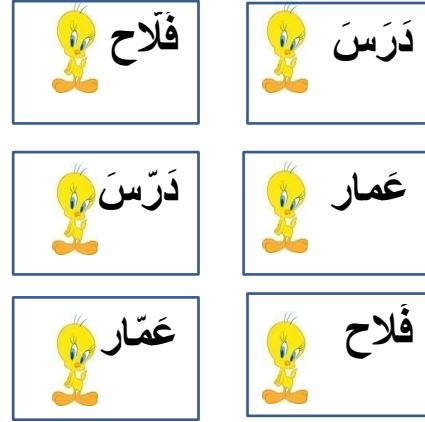 دَرَسَ
فَلّاح
عَمار
دَرّسَ
فَلاح
عَمّار